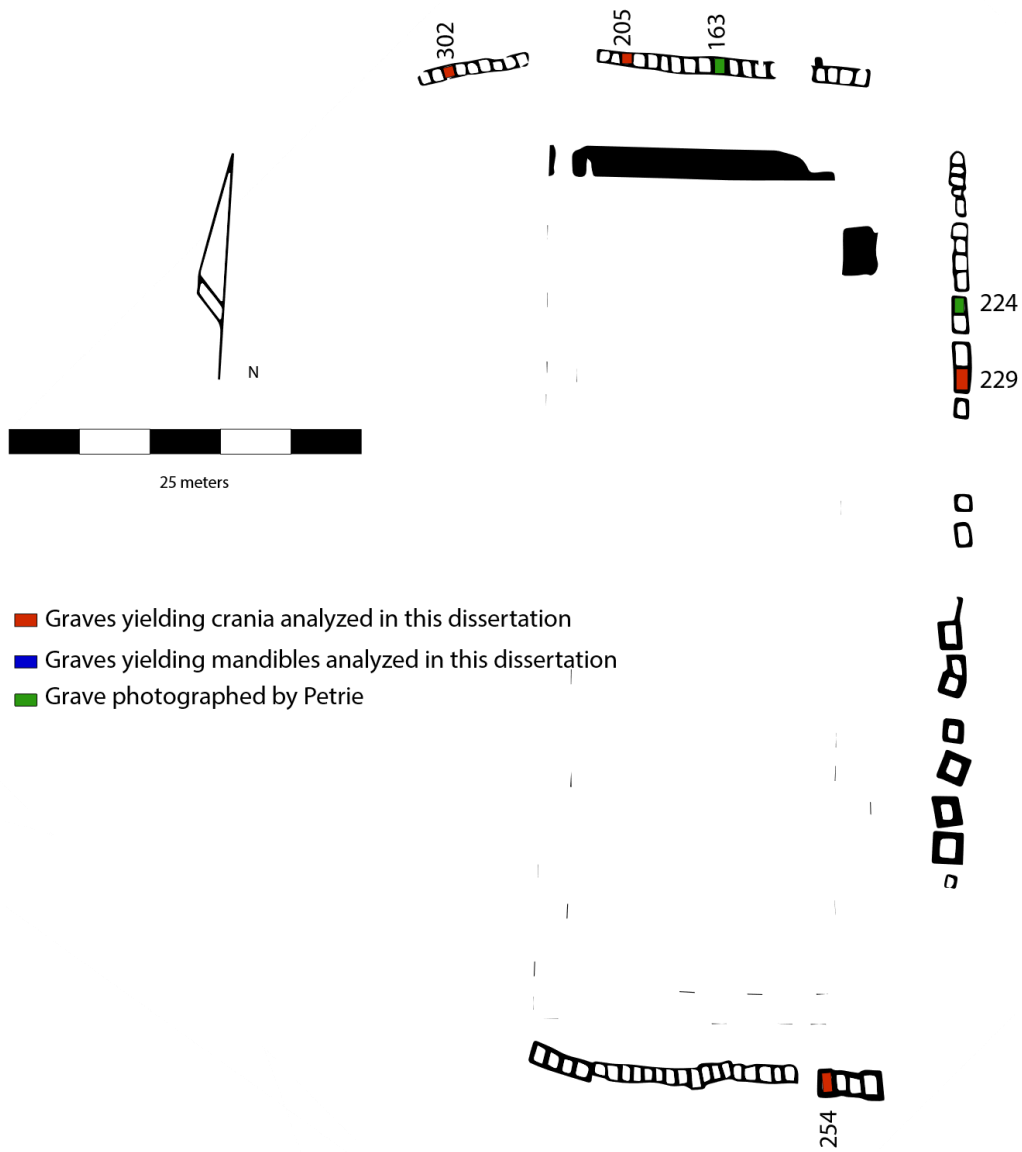 302
205
163
224
229
N
25 meters
Graves yielding crania analyzed in this dissertation
Graves yielding mandibles analyzed in this dissertation
Grave photographed by Petrie
254